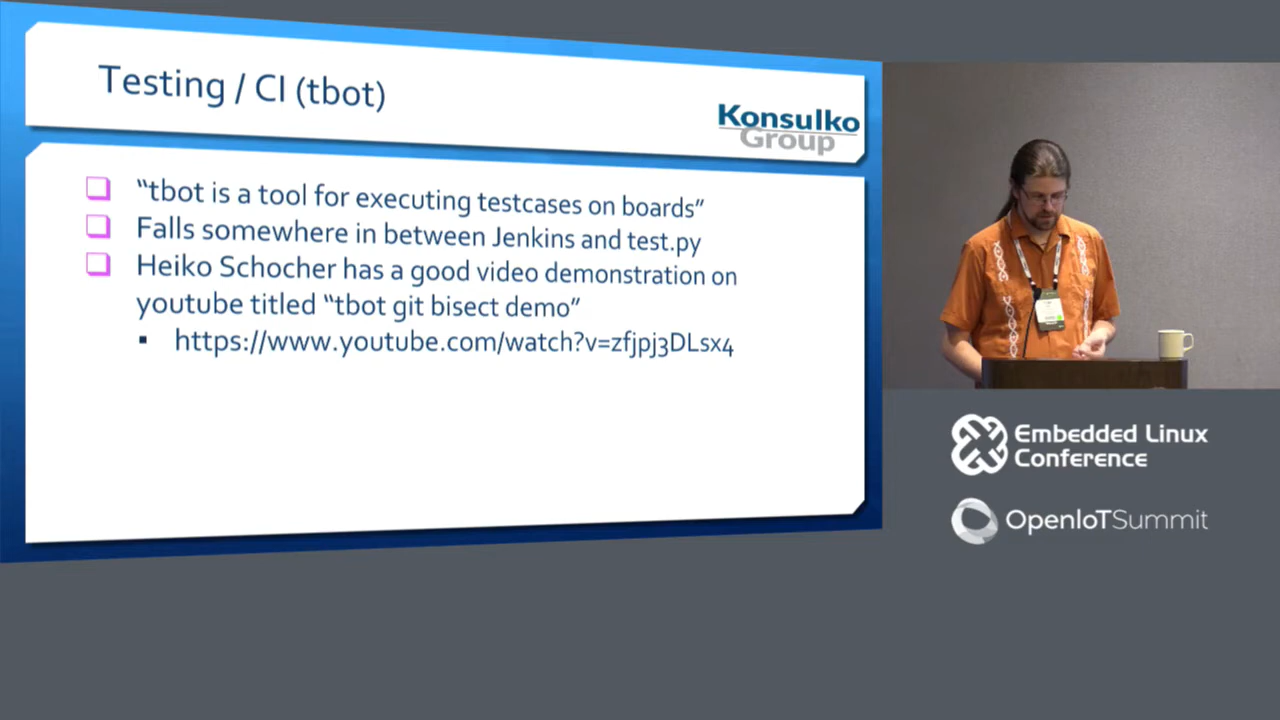 Testing / CI (tbot)
Konsulko
Group
“tbot is a tool for executing testcases on boards”
Falls somewhere in between Jenkins and test.py
Heiko Schocher has a good video demonstration on
youtube titled “tbot git bisect demo”
https://www.youtube.com/watch?v=zfjpj3DLsx4
Embedded Linux
Conference
OpenIoTSummit